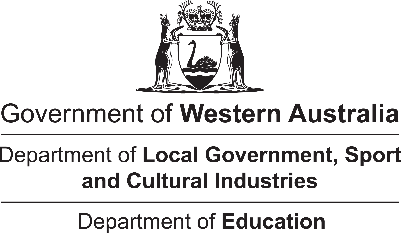 Government of Western Australia
Department of Local Government, Sport
and Cultural Industries
Department of Education